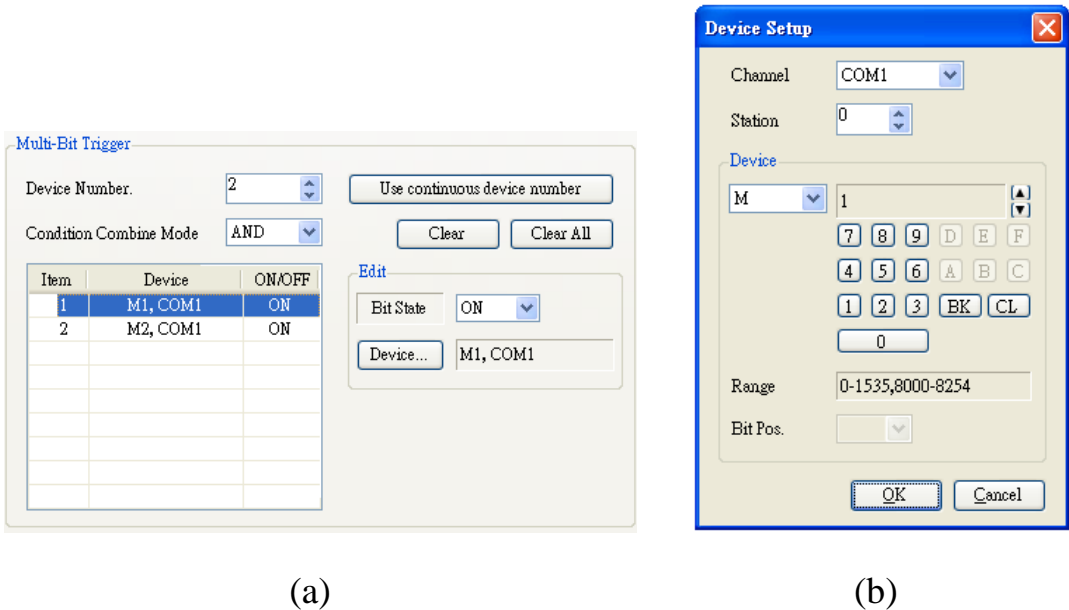 Multi-Bit Trigger
Device Number. 2 Use continuous device number
Condition Combine Mode AND Clear Clear All
Item Device ON/OFF
1 M1, COM1 ON
2 M2, COM1 ON
Edit
Bit State ON
Device... M1, COM1
(a)
Device Setup
Channel COM1
Station 0
Device
M 1
7 8 9 D E F
4 5 6 A B C
1 2 3 BK CL
0
Range 0-1535,8000-8254
Bit Pos.
OK Cancel
(b)